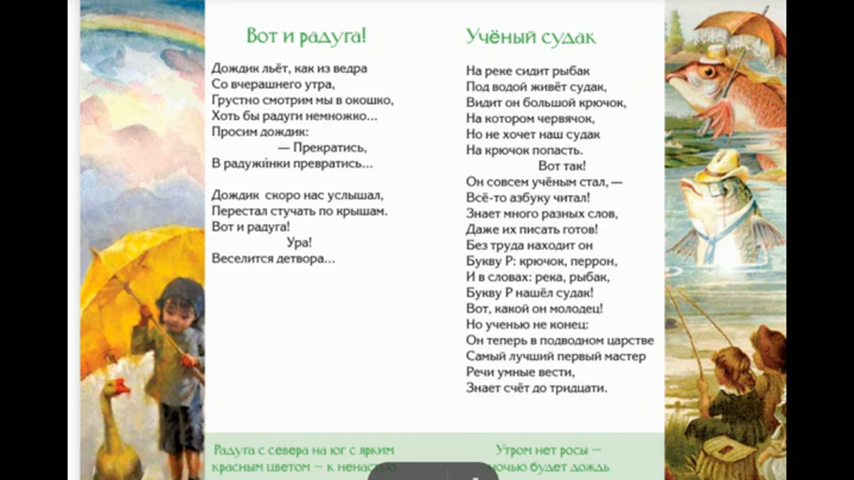 Вот и радуга!
Дождик льёт, как из ведра
Со вчерашнего утра,
Грустно смотрим мы в окошко,
Хоть бы радуги немножко...
Просим дождик:
— Прекратись,
В радужи́нки превратись...
Дождик скоро нас услышал,
Перестал стучать по крышам.
Вот и радуга!
Ура!
Веселится детвора...
Радуга с севера на юг с ярким
красным цветом — к ненастью
Учёный судак
На реке сидит рыбак
Под водой живёт судак,
Видит он большой крючок,
На котором червячок,
Но не хочет наш судак
На крючок попасть.
Вот так!
Он совсем учёным стал, —
Всё-то азбуку читал!
Знает много разных слов,
Даже их писать готов!
Без труда находит он
Букву Р: крючок, перрон,
И в словах: река, рыбак,
Букву Р нашёл судак!
Вот, какой он молодец!
Но ученью не конец:
Он теперь в подводном царстве
Самый лучший первый мастер
Речи умные вести,
Знает счёт до тридцати.
Утром нет росы —
ночью будет дождь